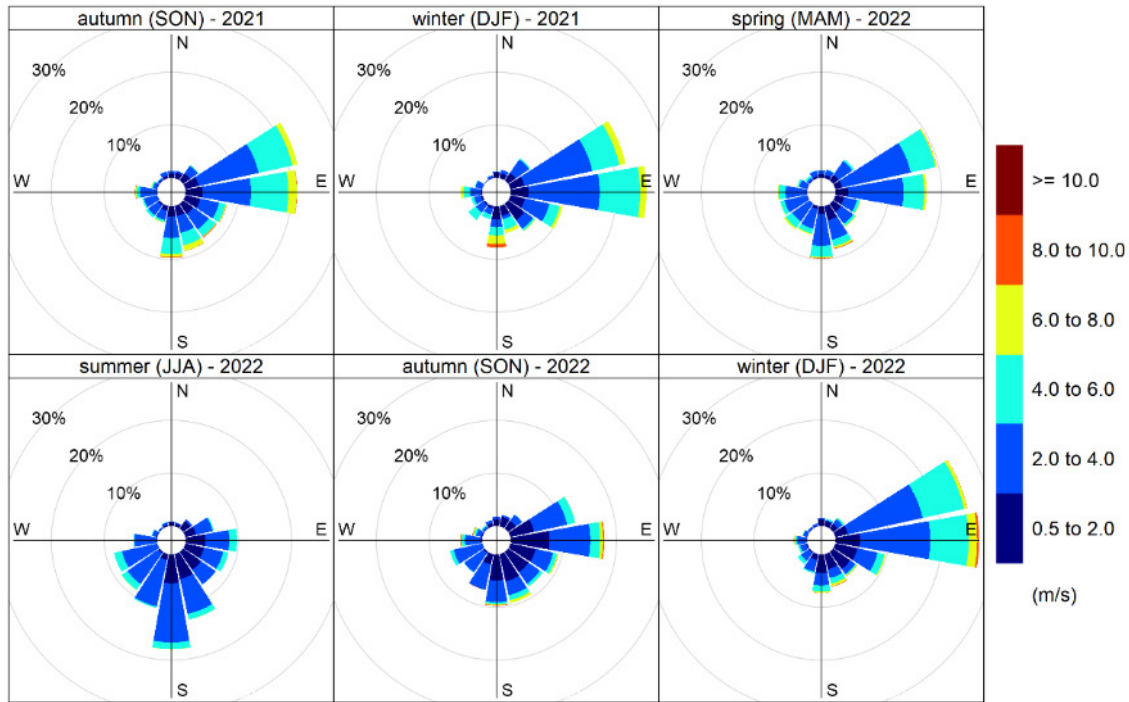 autumn (SON) - 2021
N
30%
20%
10%
W
E
S
winter (DJF) - 2021
N
30%
20%
10%
W
E
S
spring (MAM) - 2022
N
30%
20%
10%
W
E
S
summer (JJA) - 2022
N
30%
20%
10%
W
E
S
autumn (SON) - 2022
N
30%
20%
10%
W
E
S
winter (DJF) - 2022
N
30%
20%
10%
W
E
S
>= 10.0
8.0 to 10.0
6.0 to 8.0
4.0 to 6.0
2.0 to 4.0
0.5 to 2.0
(m/s)